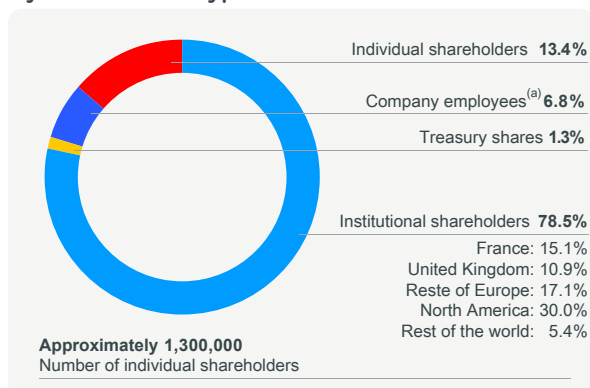 Individual shareholders 13.4%
Company employees(a) 6.8%
Treasury shares 1.3%
Institutional shareholders 78.5%
France: 15.1%
United Kingdom: 10.9%
Reste of Europe: 17.1%
North America: 30.0%
Rest of the world: 5.4%
Approximately 1,300,000
Number of individual shareholders